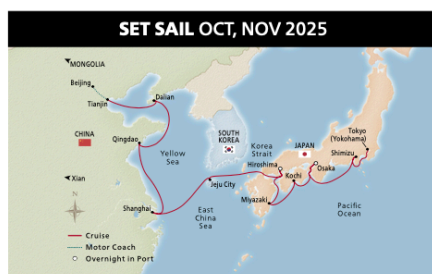 SET SAIL OCT, NOV 2025
MONGOLIA
Beijing
Tianjin
Dalian
CHINA
Qingdao
Yellow
Sea
SOUTH
KOREA
Korea
Strait
JAPAN
Tokyo
(Yokohama)
Shimizu
Hiroshima
Kochi
Osaka
Xian
Jeju City
Miyazaki
Shanghai
East
China
Sea
Pacific
Ocean
N
Cruise
Motor Coach
Overnight in Port